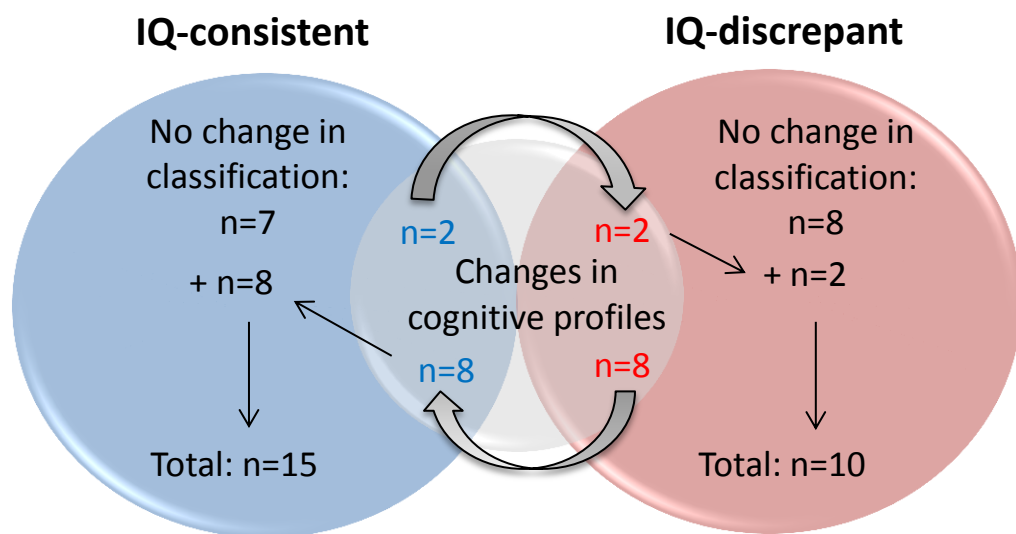 IQ-consistent
IQ-discrepant
No change in
classification:
n=7
+ n=8
Total: n=15
n=2
n=2
Changes in
cognitive profiles
n=8
n=8
No change in
classification:
n=8
+ n=2
Total: n=10